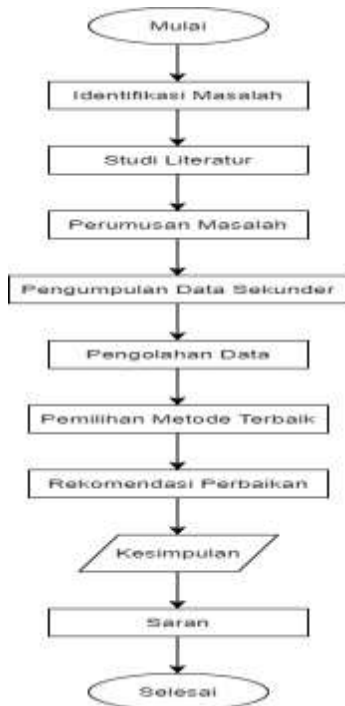 Mulai
Identifikasi Masalah
Studi Literatur
Perumusan Masalah
Pengumpulan Data Sekunder
Pengolahan Data
Pemilihan Metode Terbaik
Rekomendasi Perbaikan
Kesimpulan
Saran
Selesai